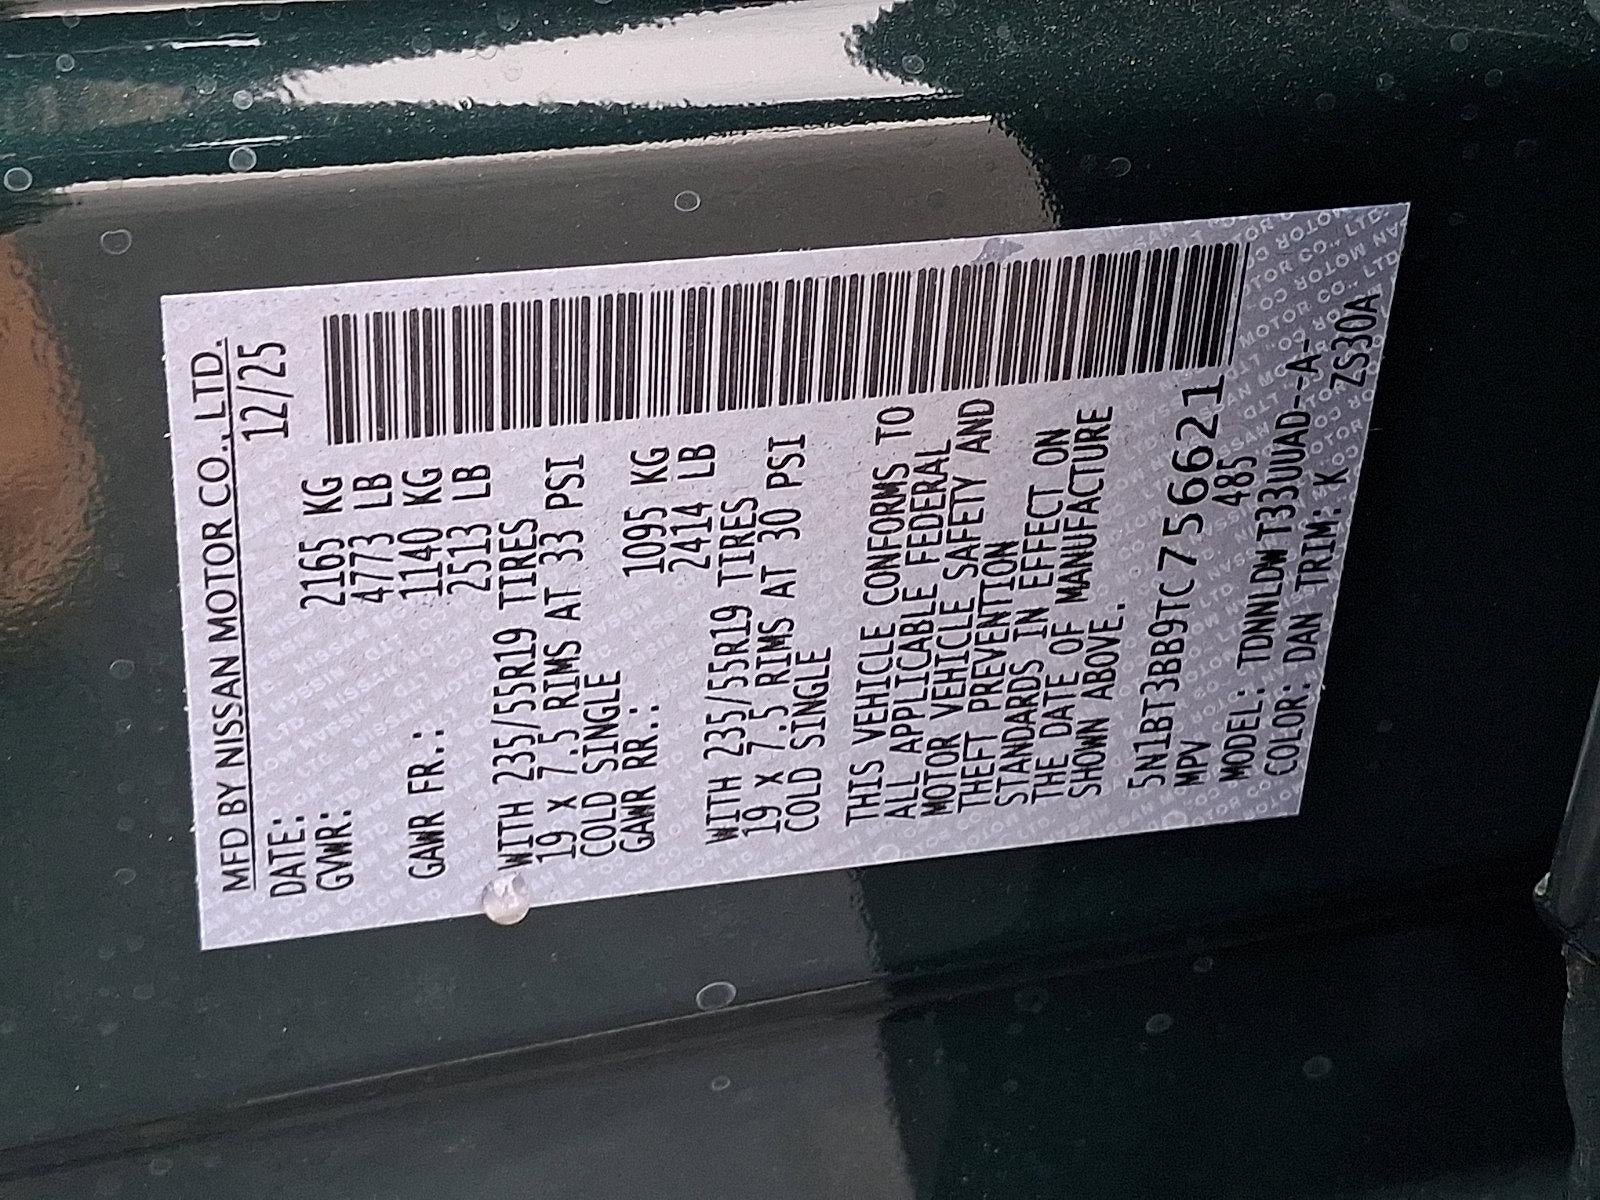 MFD BY NISSAN MOTOR CO., LTD.
DATE: 12/25
GVWR: 2165 KG
4773 LB
GAWR FR.: 1140 KG
2513 LB
WITH 235/55R19 TIRES
19 X 7.5 RIMS AT 33 PSI
COLD SINGLE
GAWR RR.: 1095 KG
2414 LB
WITH 235/55R19 TIRES
19 X 7.5 RIMS AT 30 PSI
COLD SINGLE
THIS VEHICLE CONFORMS TO
ALL APPLICABLE FEDERAL
MOTOR VEHICLE SAFETY AND
THEFT PREVENTION
STANDARDS IN EFFECT ON
THE DATE OF MANUFACTURE
SHOWN ABOVE.
5N1BT3BB9TC756621
MPV 485
MODEL: TDNNLDWT33UUAD--A-
COLOR: DAN TRIM: K ZS30A